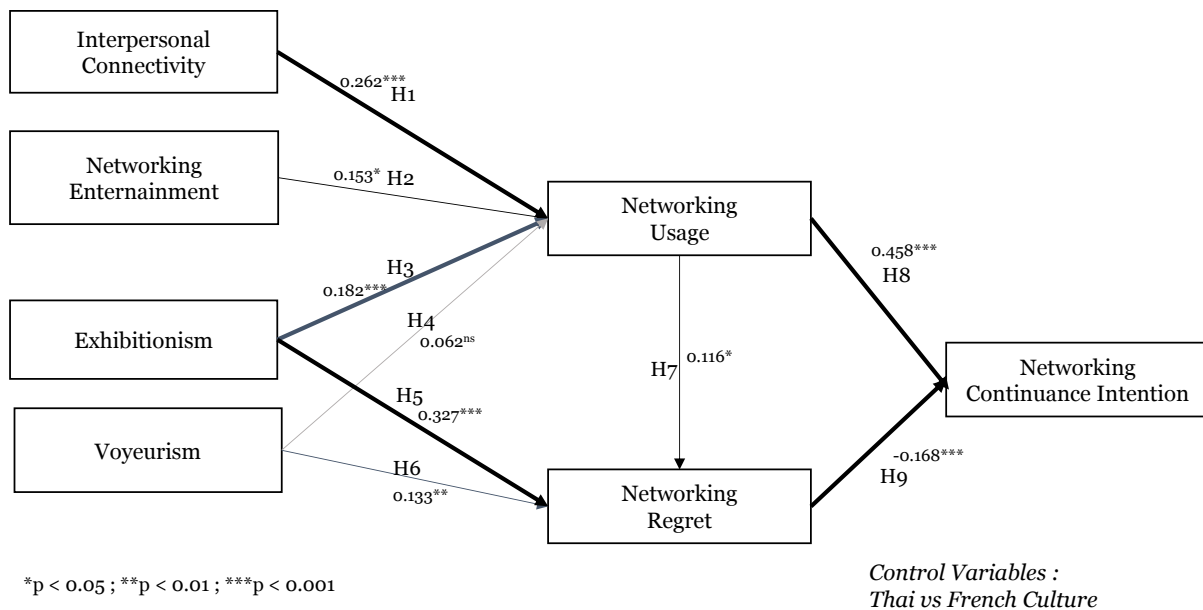 Interpersonal
Connectivity
0.262***
H1
Networking
Enternainment
0.153* H2
Networking
Usage
H3
0.182***
0.458***
H8
Exhibitionism
H4
0.062ns
H7
0.116*
Networking
Continuance Intention
H5
0.327***
Voyeurism
H6
0.133**
-0.168***
H9
Networking
Regret
*p < 0.05 ; **p < 0.01 ; ***p < 0.001
Control Variables :
Thai vs French Culture